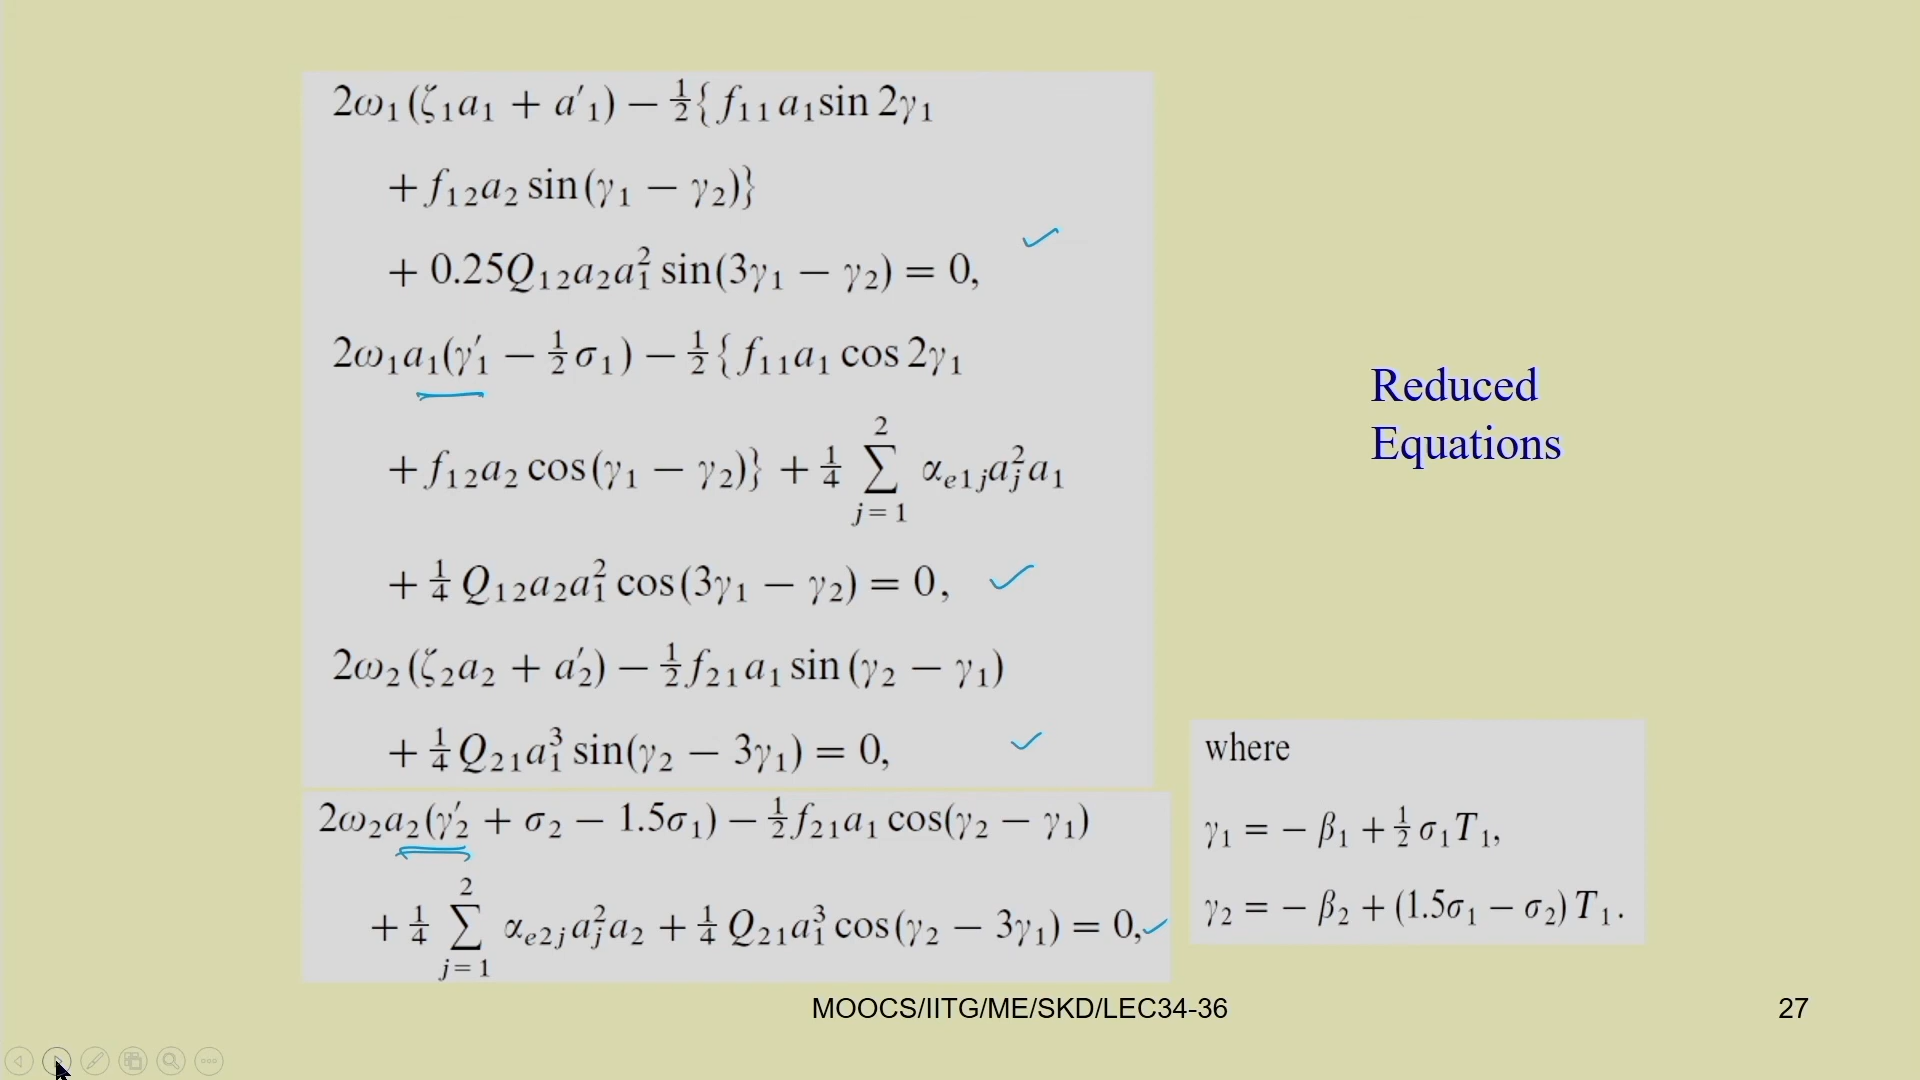 2ω₁(ζ₁a₁ + a′₁) − ½{f₁₁a₁sin 2γ₁
+ f₁₂a₂ sin(γ₁ − γ₂)}
+ 0.25Q₁₂a₂a₁² sin(3γ₁ − γ₂) = 0,
2ω₁a₁(γ′₁ − ½σ₁) − ½{f₁₁a₁ cos 2γ₁
+ f₁₂a₂ cos(γ₁ − γ₂)} + ¼ ∑_{j=1}^{2} α_{e1j}a_j²a₁
+ ¼ Q₁₂a₂a₁² cos(3γ₁ − γ₂) = 0,
2ω₂(ζ₂a₂ + a′₂) − ½f₂₁a₁ sin(γ₂ − γ₁)
+ ¼Q₂₁a₁³ sin(γ₂ − 3γ₁) = 0,
2ω₂a₂(γ′₂ + σ₂ − 1.5σ₁) − ½f₂₁a₁ cos(γ₂ − γ₁)
+ ¼ ∑_{j=1}^{2} α_{e2j}a_j²a₂ + ¼ Q₂₁a₁³ cos(γ₂ − 3γ₁) = 0,
Reduced
Equations
where
γ₁ = − β₁ + ½σ₁T₁,
γ₂ = − β₂ + (1.5σ₁ − σ₂)T₁.
MOOCS/IITG/ME/SKD/LEC34-36
27